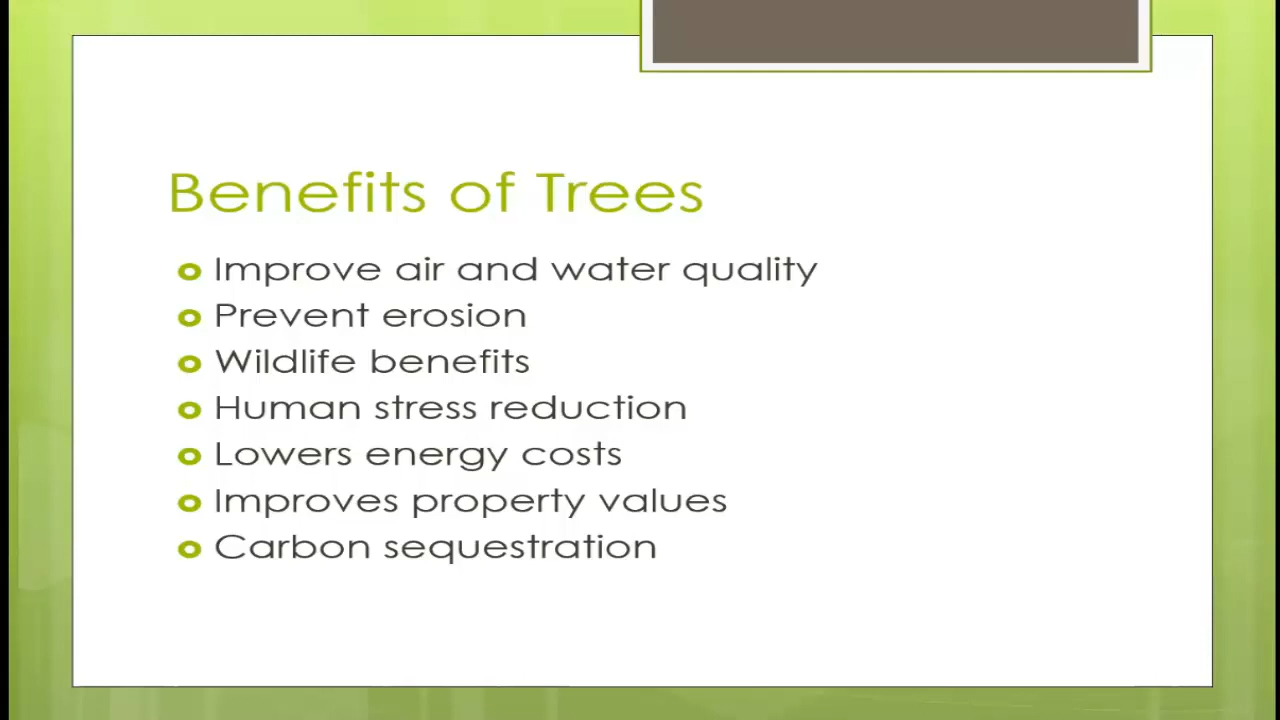 Benefits of Trees
Improve air and water quality
Prevent erosion
Wildlife benefits
Human stress reduction
Lowers energy costs
Improves property values
Carbon sequestration